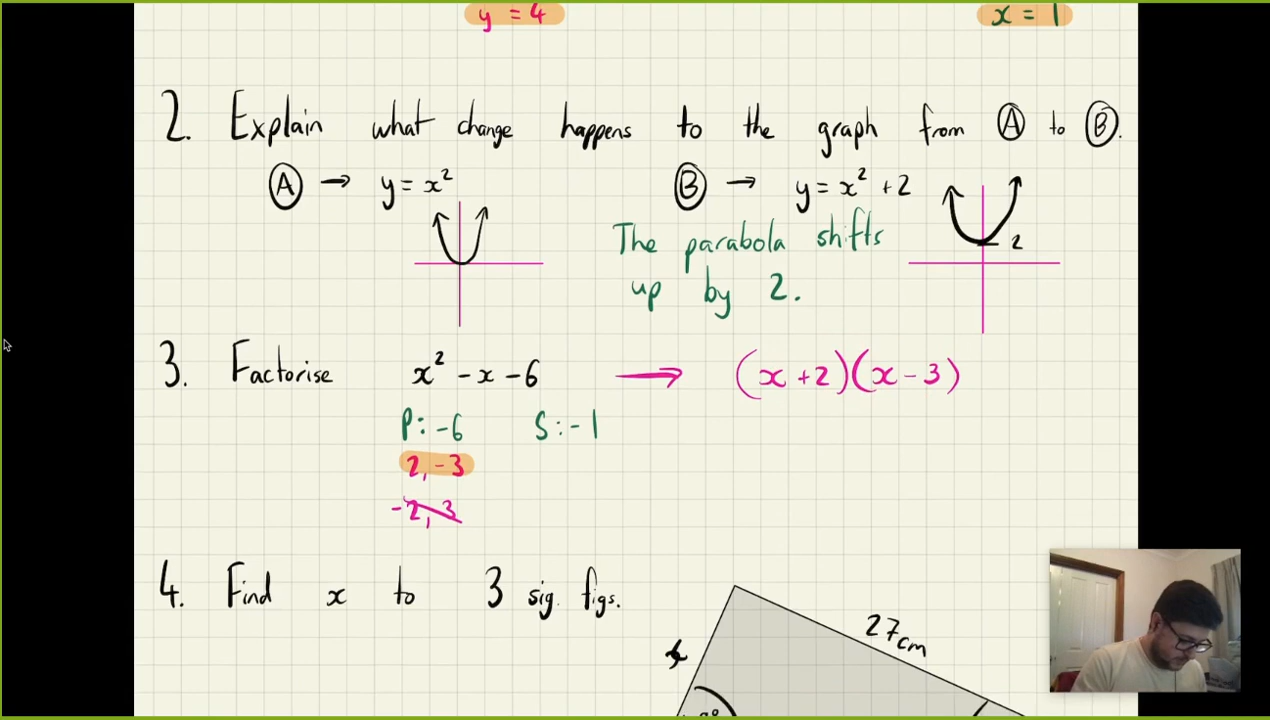 y = 4
x = 1
2. Explain what change happens to the graph from Ⓐ to Ⓑ.
Ⓐ → y = x²
Ⓑ → y = x² + 2
2
The parabola shifts
up by 2.
3. Factorise x² - x - 6 → (x + 2)(x - 3)
P: -6 S: -1
2, -3
-2, 3
4. Find x to 3 sig. figs.
27cm